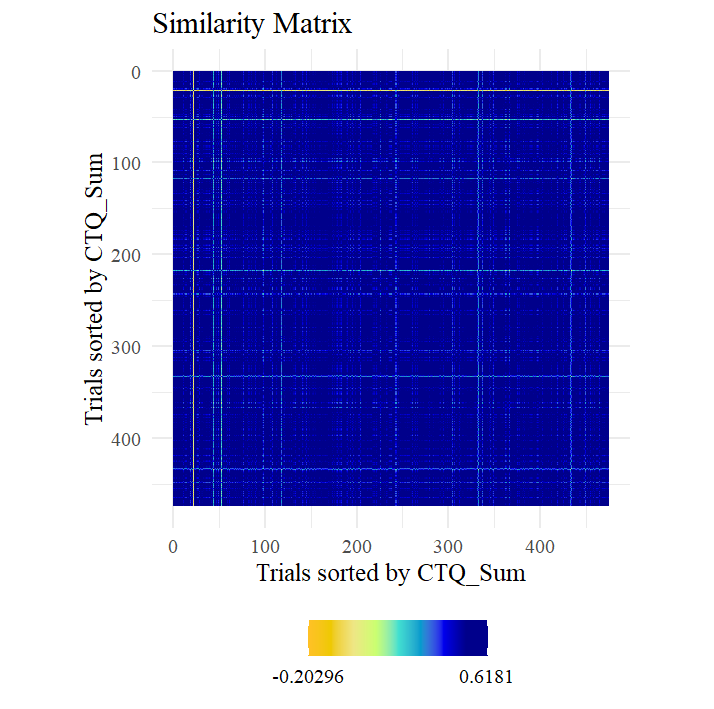 Similarity Matrix
0
100
200
300
400
Trials sorted by CTQ_Sum
0 100 200 300 400
Trials sorted by CTQ_Sum
-0.20296 0.6181